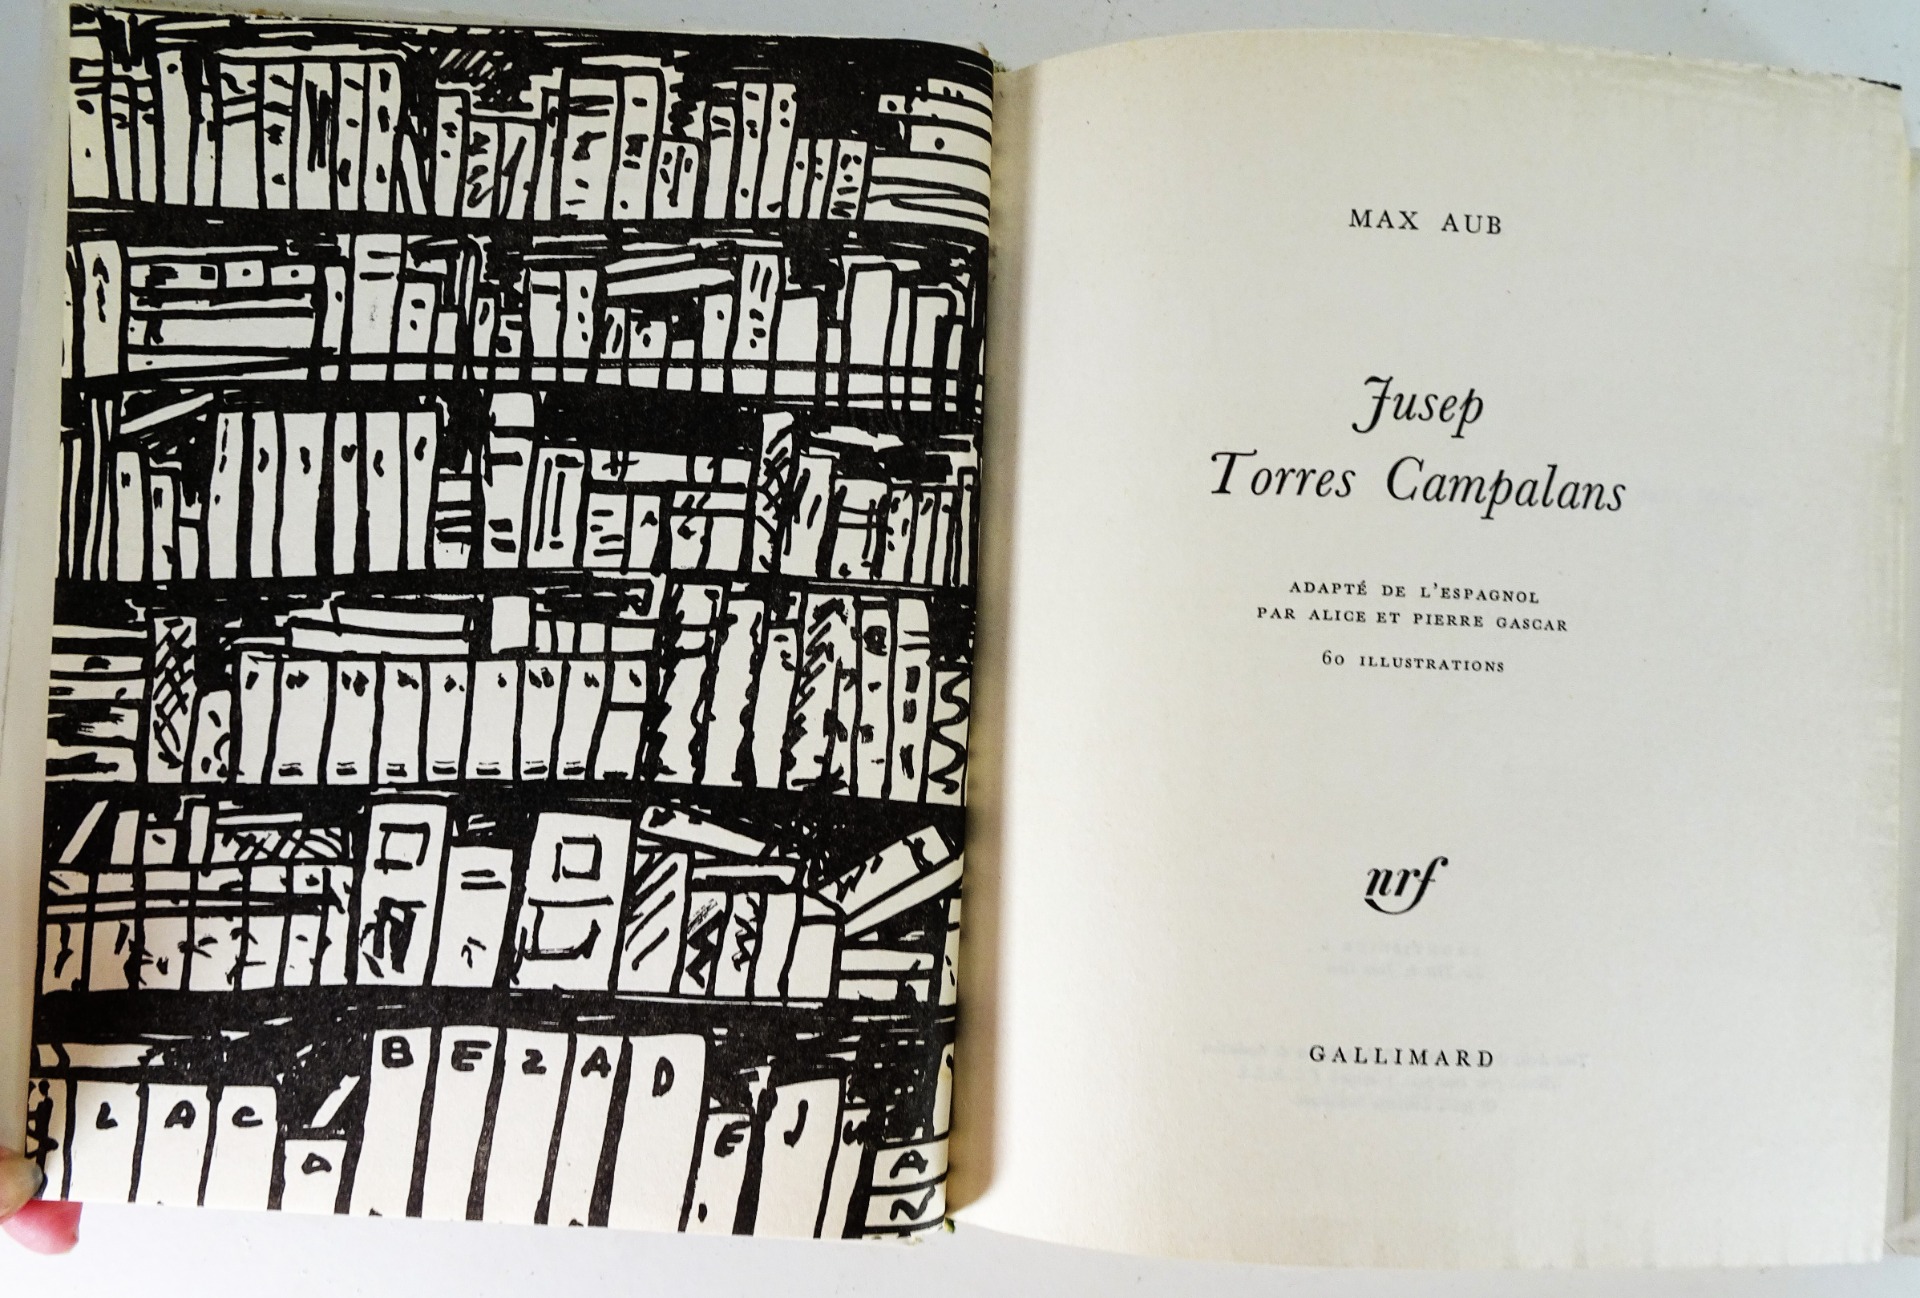 L A C A B E Z A D E J S A N
MAX AUB
Jusep
Torres Campalans
ADAPTÉ DE L'ESPAGNOL
PAR ALICE ET PIERRE GASCAR
60 ILLUSTRATIONS
nrf
GALLIMARD